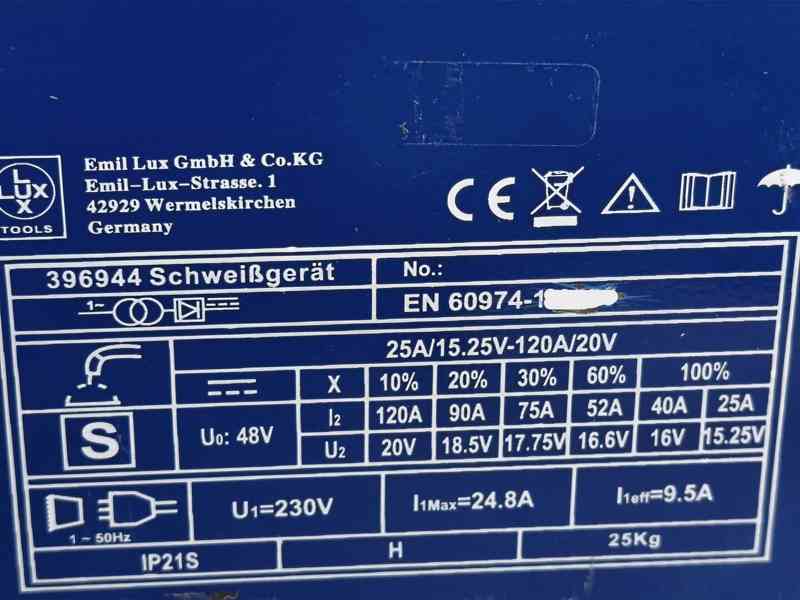 LUX
LUX
TOOLS
Emil Lux GmbH & Co.KG
Emil-Lux-Strasse. 1
42929 Wermelskirchen
Germany
CE
396944 Schweißgerät
No.:
1~
EN 60974-1
25A/15.25V-120A/20V
X 10% 20% 30% 60% 100%
S
U0: 48V
I2 120A 90A 75A 52A 40A 25A
U2 20V 18.5V 17.75V 16.6V 16V 15.25V
1 ~ 50Hz
U1=230V I1Max=24.8A I1eff=9.5A
IP21S H 25Kg